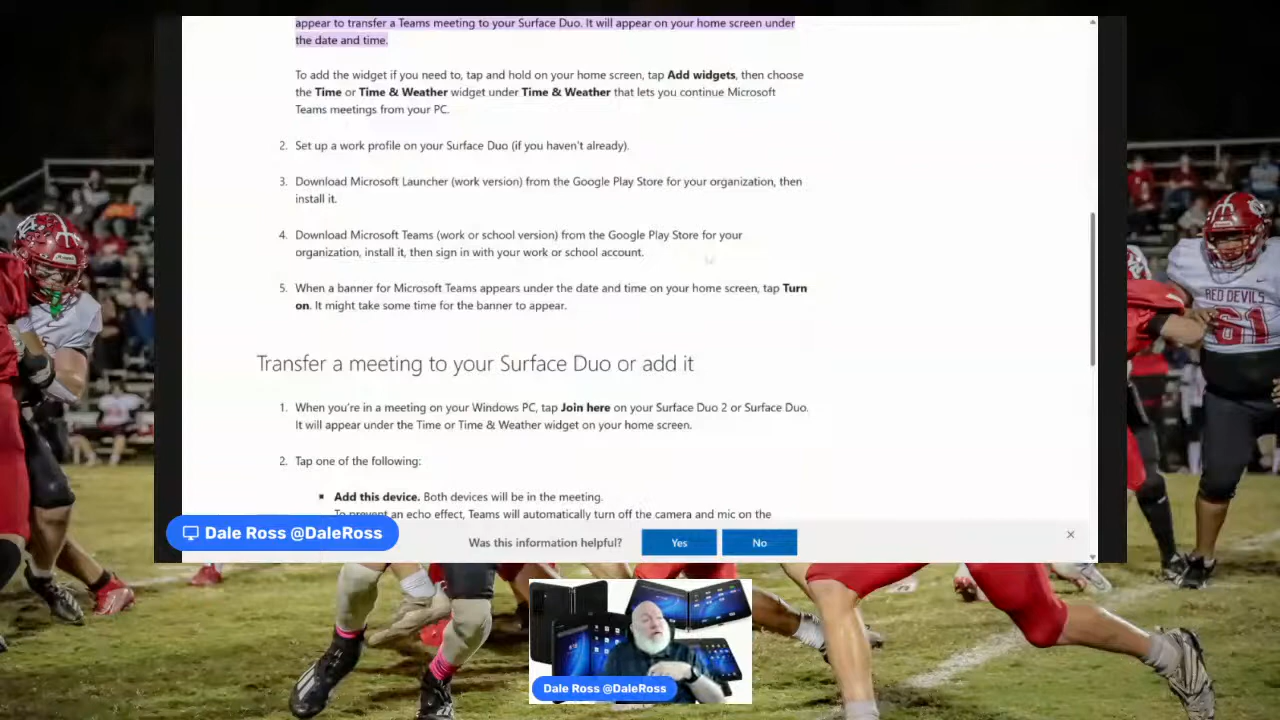 appear to transfer a Teams meeting to your Surface Duo. It will appear on your home screen under
the date and time.
To add the widget if you need to, tap and hold on your home screen, tap Add widgets, then choose
the Time or Time & Weather widget under Time & Weather that lets you continue Microsoft
Teams meetings from your PC.
2. Set up a work profile on your Surface Duo (if you haven't already).
3. Download Microsoft Launcher (work version) from the Google Play Store for your organization, then
install it.
4. Download Microsoft Teams (work or school version) from the Google Play Store for your
organization, install it, then sign in with your work or school account.
5. When a banner for Microsoft Teams appears under the date and time on your home screen, tap Turn
on. It might take some time for the banner to appear.
Transfer a meeting to your Surface Duo or add it
1. When you're in a meeting on your Windows PC, tap Join here on your Surface Duo 2 or Surface Duo.
It will appear under the Time or Time & Weather widget on your home screen.
2. Tap one of the following:
▪ Add this device. Both devices will be in the meeting.
To prevent an echo effect, Teams will automatically turn off the camera and mic on the
Dale Ross @DaleRoss
Was this information helpful? Yes No
RED DEVILS
61
Dale Ross @DaleRoss